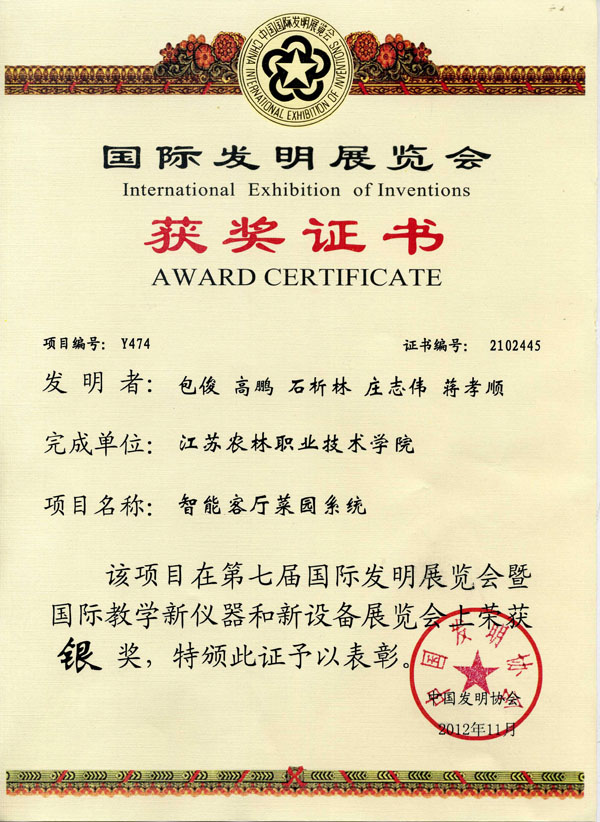 中国国际发明展览会
CHINA INTERNATIONAL EXHIBITION OF INVENTIONS
国际发明展览会
International Exhibition of Inventions
获奖证书
AWARD CERTIFICATE
项目编号： Y474 证书编号： 2102445
发明者： 包俊 高鹏 石析林 庄志伟 蒋孝顺
完成单位： 江苏农林职业技术学院
项目名称： 智能客厅菜园系统
该项目在第七届国际发明展览会暨
国际教学新仪器和新设备展览会上荣获
银奖，特颁此证予以表彰。
中国发明协会
中国发明协会
2012年11月